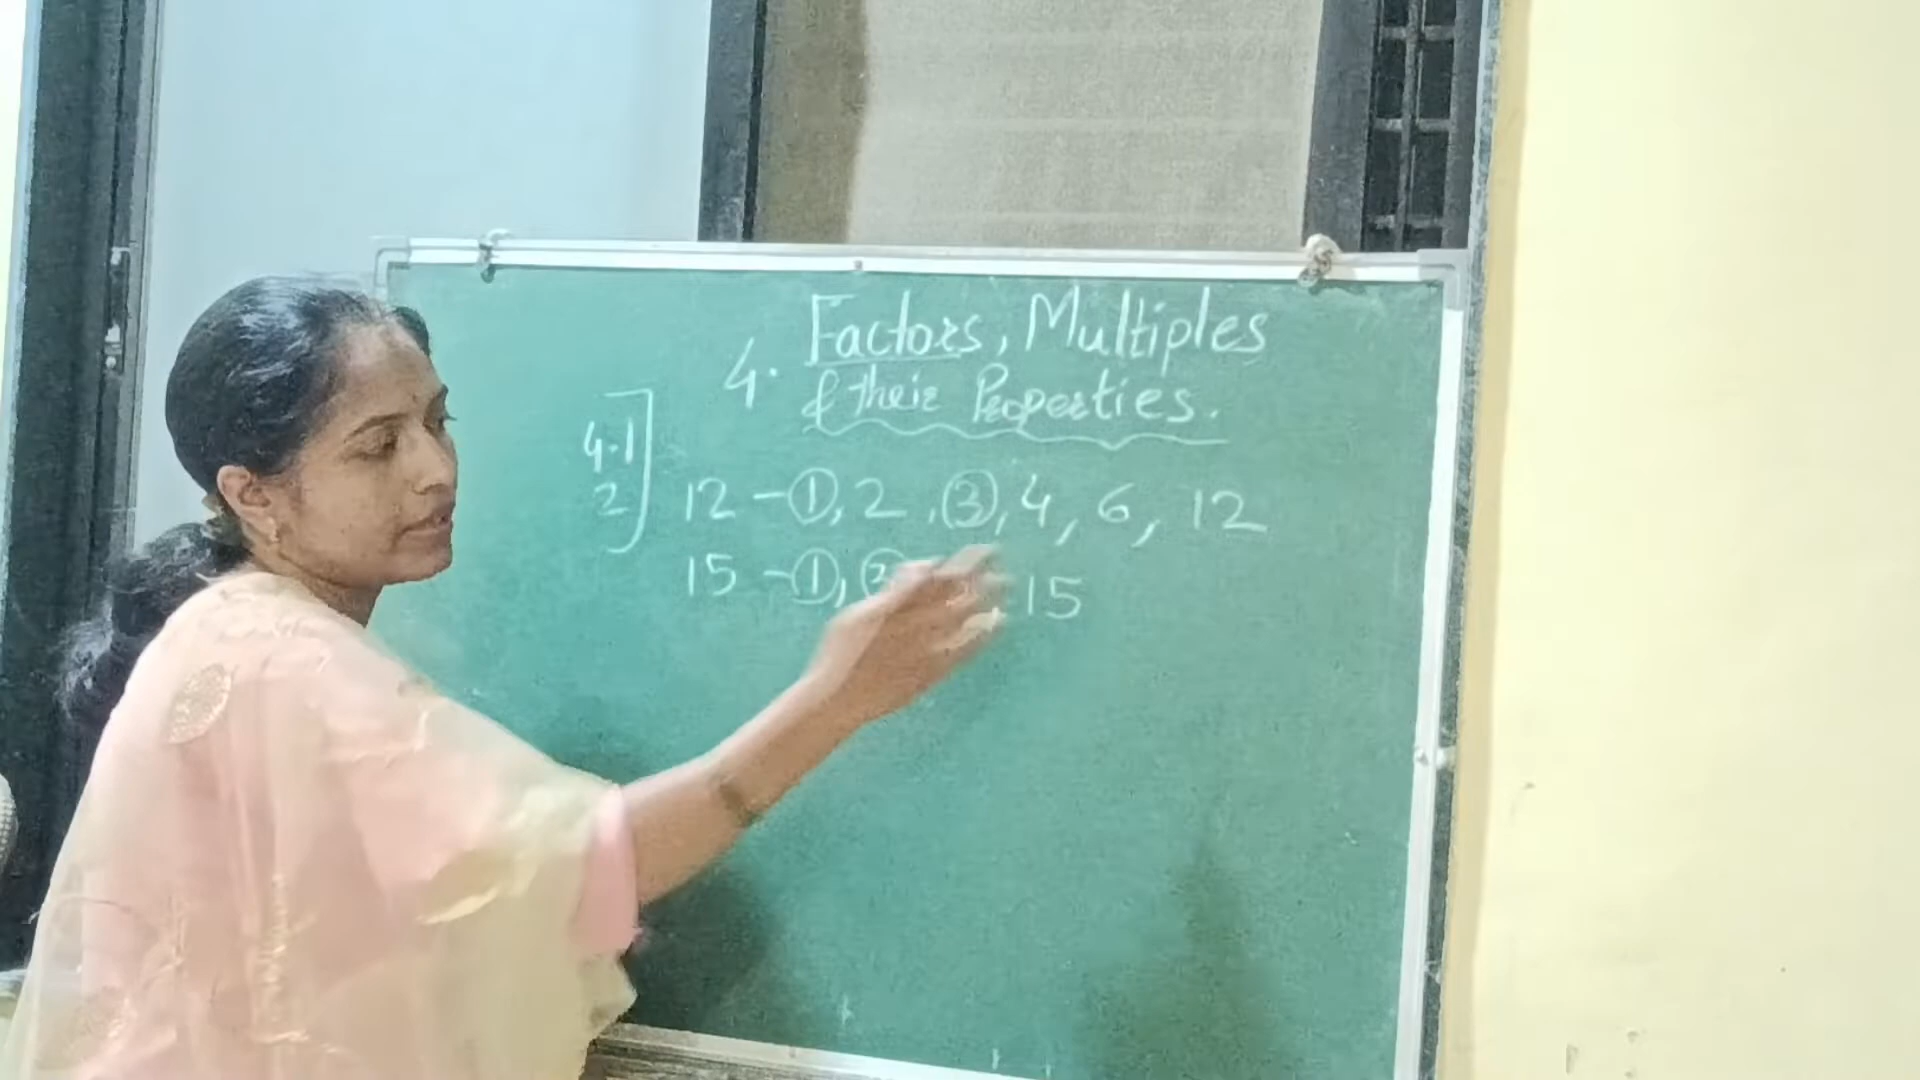 4. Factors, Multiples
& their Properties.
4.1
2
12 - 1, 2, 3, 4, 6, 12
15 - 1, 3, 15